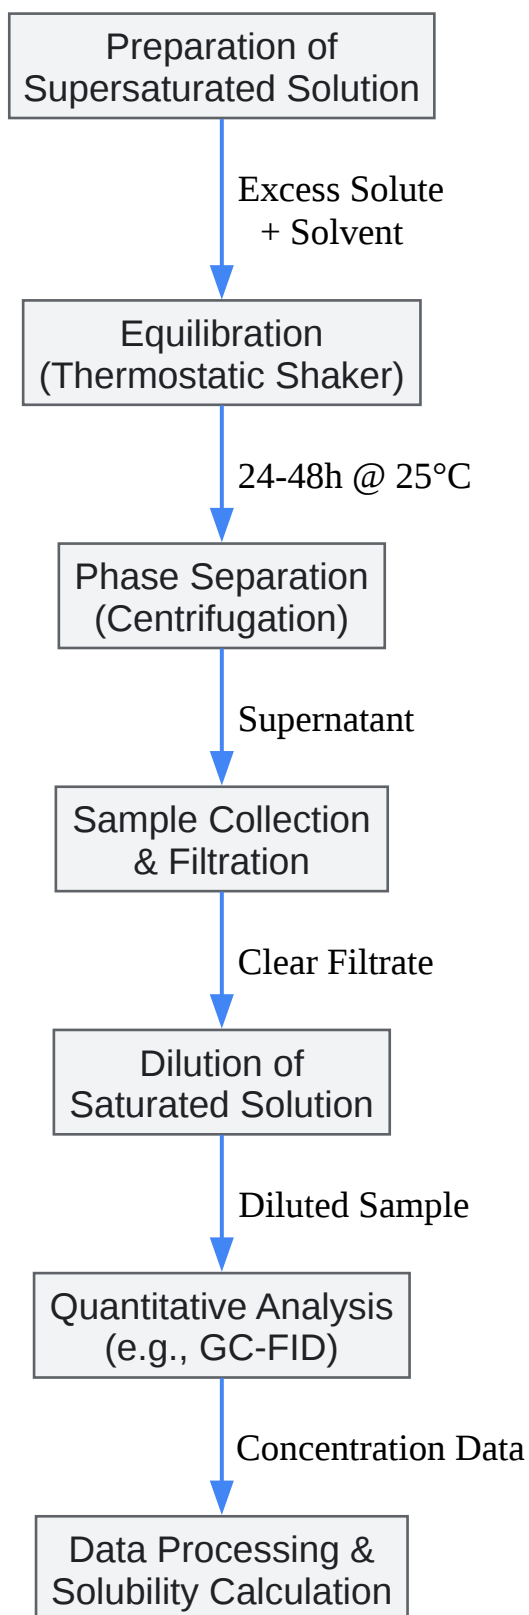 Preparation of
Supersaturated Solution
Excess Solute
+ Solvent
Equilibration
(Thermostatic Shaker)
24-48h @ 25°C
Phase Separation
(Centrifugation)
Supernatant
Sample Collection
& Filtration
Clear Filtrate
Dilution of
Saturated Solution
Diluted Sample
Quantitative Analysis
(e.g., GC-FID)
Concentration Data
Data Processing &
Solubility Calculation